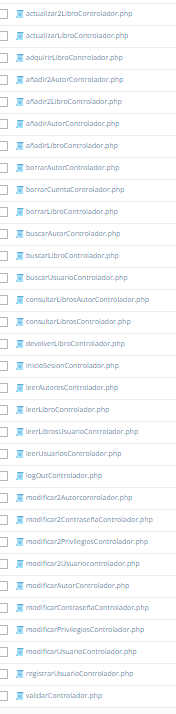 actualizar2LibroControlador.php
actualizarLibroControlador.php
adquirirLibroControlador.php
añadir2AutorControlador.php
añadir2LibroControlador.php
añadirAutorControlador.php
añadirLibroControlador.php
borrarAutorControlador.php
borrarCuentaControlador.php
borrarLibroControlador.php
buscarAutorControlador.php
buscarLibroControlador.php
buscarUsuarioControlador.php
consultarLibrosAutorControlador.php
consultarLibrosControlador.php
devolverLibroControlador.php
inicioSesionControlador.php
leerAutoresControlador.php
leerLibroControlador.php
leerLibrosUsuarioControlador.php
leerUsuariosControlador.php
logOutControlador.php
modificar2Autorcontrolador.php
modificar2ContraseñaControlador.php
modificar2PrivilegiosControlador.php
modificar2Usuariocontrolador.php
modificarAutorControlador.php
modificarContraseñaControlador.php
modificarPrivilegiosControlador.php
modificarUsuarioControlador.php
registrarUsuarioControlador.php
validarControlador.php